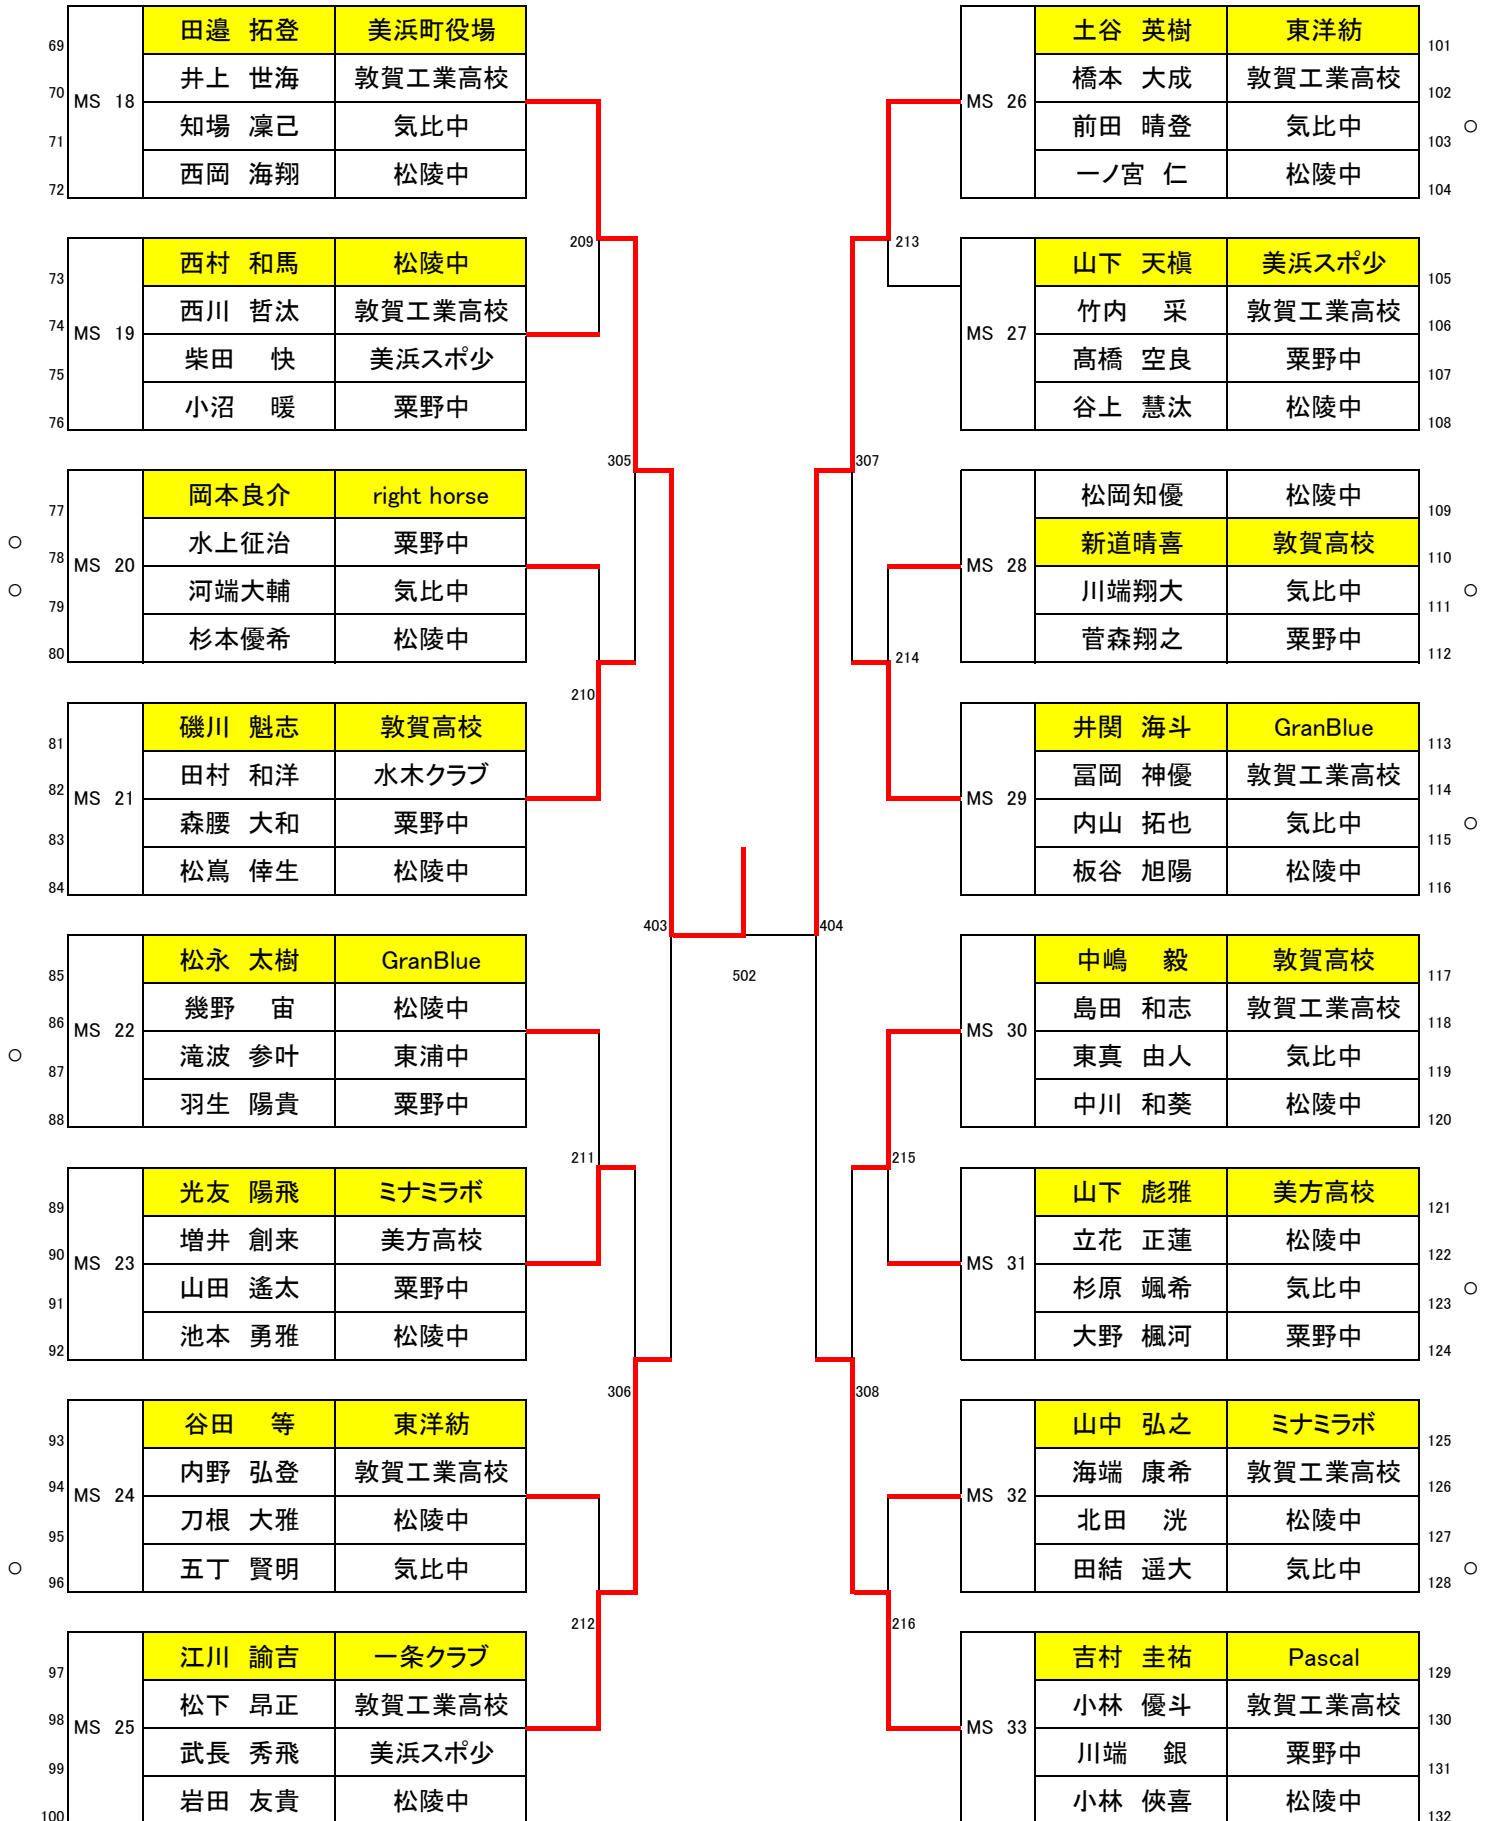 69 田邉 拓登 美浜町役場
70 井上 世海 敦賀工業高校
MS 18
71 知場 凜己 気比中
72 西岡 海翔 松陵中
209
73 西村 和馬 松陵中
74 西川 哲汰 敦賀工業高校
MS 19
75 柴田 快 美浜スポ少
76 小沼 暖 粟野中
305
77 岡本良介 right horse
○ 78 水上征治 粟野中
MS 20
○ 79 河端大輔 気比中
80 杉本優希 松陵中
210
81 磯川 魁志 敦賀高校
82 田村 和洋 水木クラブ
MS 21
83 森腰 大和 粟野中
84 松嶌 倖生 松陵中
403
85 松永 太樹 GranBlue
86 幾野 宙 松陵中
MS 22
○ 87 滝波 参叶 東浦中
88 羽生 陽貴 粟野中
211
89 光友 陽飛 ミナミラボ
90 増井 創来 美方高校
MS 23
91 山田 遙太 粟野中
92 池本 勇雅 松陵中
306
93 谷田 等 東洋紡
94 内野 弘登 敦賀工業高校
MS 24
95 刀根 大雅 松陵中
○ 96 五丁 賢明 気比中
212
97 江川 諭吉 一条クラブ
98 松下 昂正 敦賀工業高校
MS 25
99 武長 秀飛 美浜スポ少
100 岩田 友貴 松陵中
502
土谷 英樹 東洋紡 101
橋本 大成 敦賀工業高校 102
MS 26
前田 晴登 気比中 103 ○
一ノ宮 仁 松陵中 104
213
山下 天槇 美浜スポ少 105
竹内 采 敦賀工業高校 106
MS 27
髙橋 空良 粟野中 107
谷上 慧汰 松陵中 108
307
松岡知優 松陵中 109
新道晴喜 敦賀高校 110
MS 28
川端翔大 気比中 111 ○
菅森翔之 粟野中 112
214
井関 海斗 GranBlue 113
冨岡 神優 敦賀工業高校 114
MS 29
内山 拓也 気比中 115 ○
板谷 旭陽 松陵中 116
404
中嶋 毅 敦賀高校 117
島田 和志 敦賀工業高校 118
MS 30
東真 由人 気比中 119
中川 和葵 松陵中 120
215
山下 彪雅 美方高校 121
立花 正蓮 松陵中 122
MS 31
杉原 颯希 気比中 123 ○
大野 楓河 粟野中 124
308
山中 弘之 ミナミラボ 125
海端 康希 敦賀工業高校 126
MS 32
北田 洸 松陵中 127
田結 遥大 気比中 128 ○
216
吉村 圭祐 Pascal 129
小林 優斗 敦賀工業高校 130
MS 33
川端 銀 粟野中 131
小林 俠喜 松陵中 132